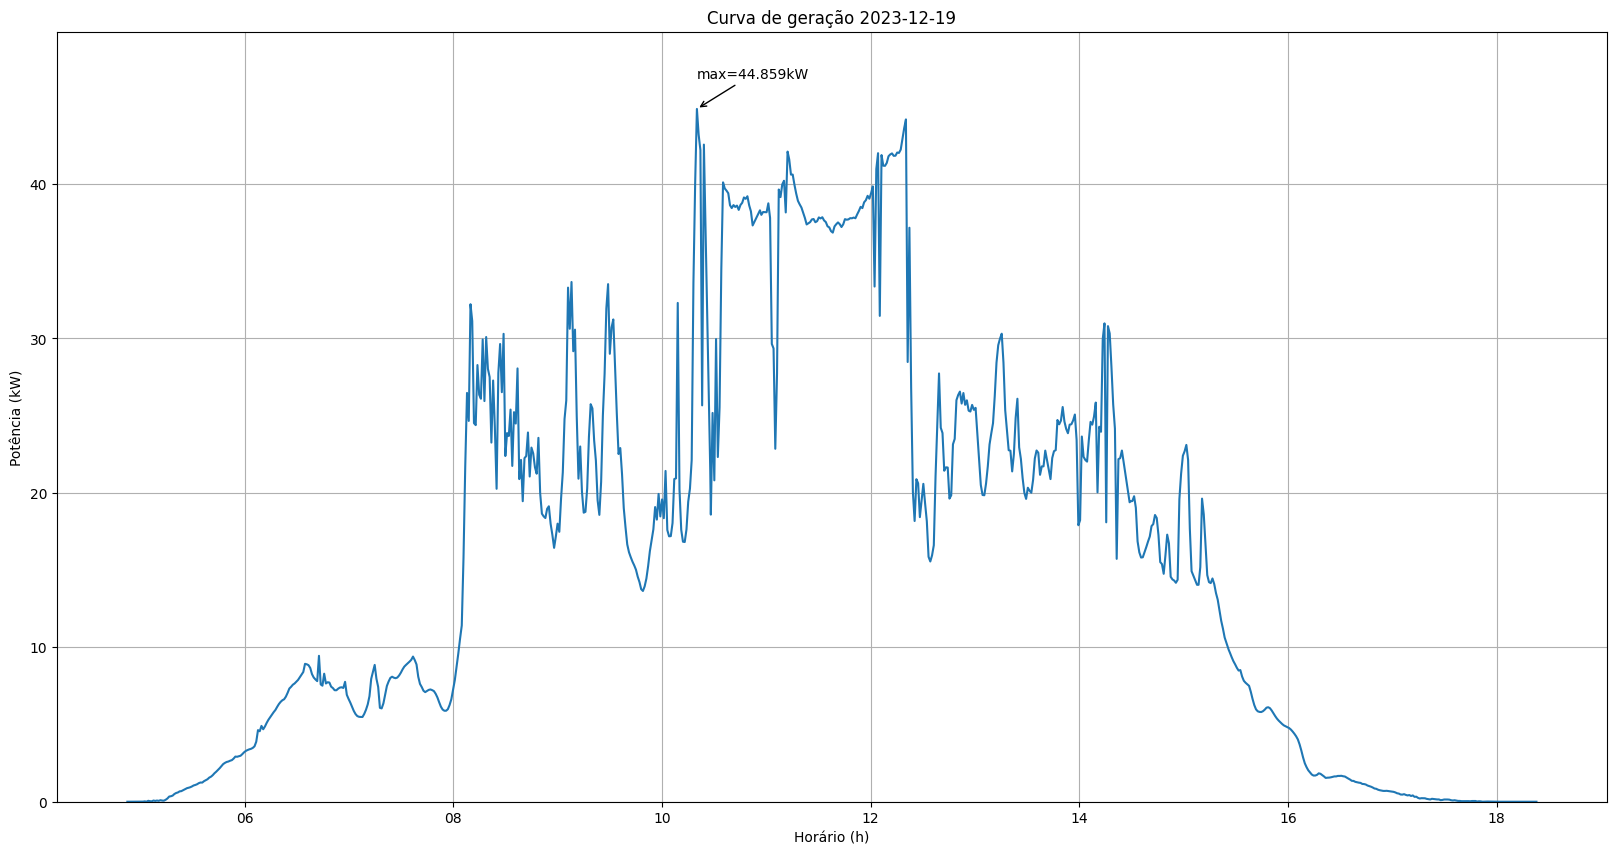 Curva de geração 2023-12-19
max=44.859kW
Potência (kW)
40
30
20
10
0
06 08 10 12 14 16 18
Horário (h)